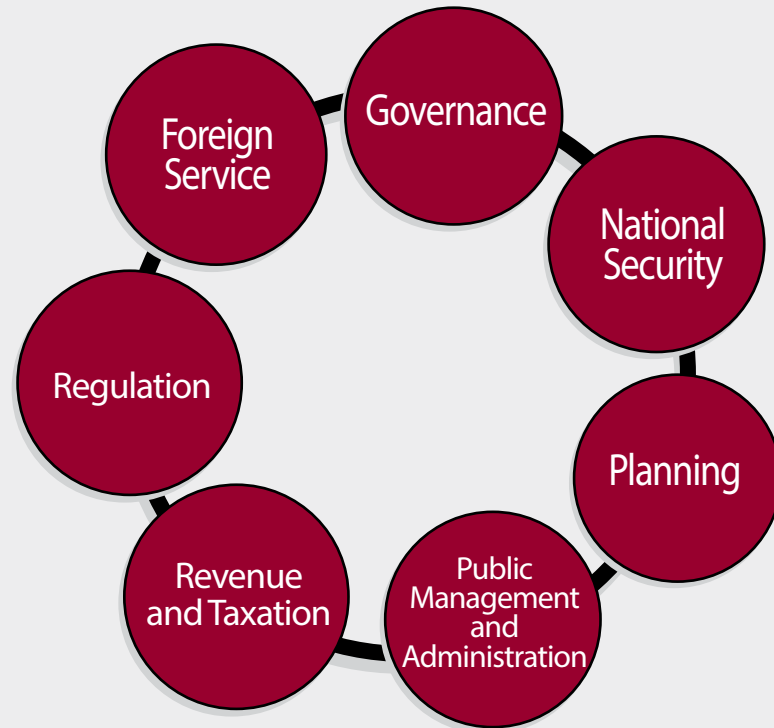 Governance
National
Security
Planning
Public
Management
and
Administration
Revenue
and Taxation
Regulation
Foreign
Service